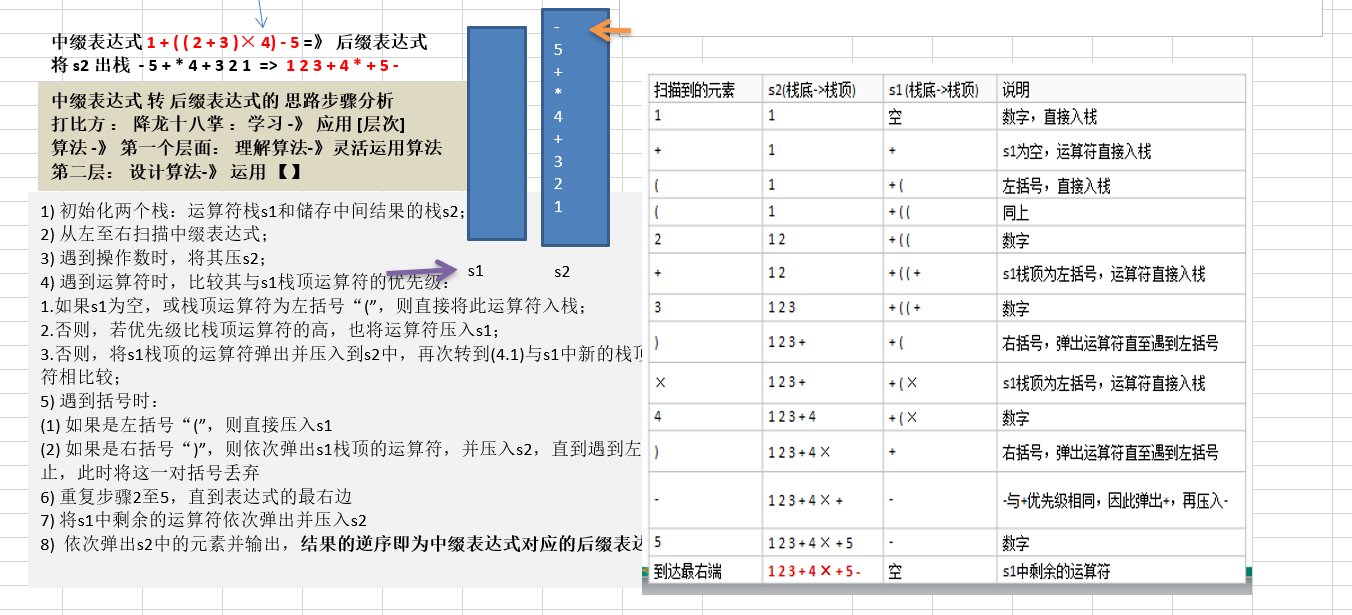 中缀表达式 1 + ( ( 2 + 3 )× 4) - 5 =》 后缀表达式
将 s2 出栈 - 5 + * 4 + 3 2 1 => 1 2 3 + 4 * + 5 -
中缀表达式 转 后缀表达式的 思路步骤分析
打比方 : 降龙十八掌 : 学习 -》 应用 [层次]
算法 -》 第一个层面: 理解算法-》灵活运用算法
第二层: 设计算法-》 运用【 】
1) 初始化两个栈: 运算符栈s1和储存中间结果的栈s2;
2) 从左至右扫描中缀表达式;
3) 遇到操作数时，将其压s2;
4) 遇到运算符时，比较其与s1栈顶运算符的优先级:
1.如果s1为空，或栈顶运算符为左括号“(”，则直接将此运算符入栈;
2.否则，若优先级比栈顶运算符的高，也将运算符压入s1;
3.否则，将s1栈顶的运算符弹出并压入到s2中，再次转到(4.1)与s1中新的栈顶
符相比较;
5) 遇到括号时:
(1) 如果是左括号“(”，则直接压入s1
(2) 如果是右括号“)”，则依次弹出s1栈顶的运算符，并压入s2，直到遇到左
止，此时将这一对括号丢弃
6) 重复步骤2至5，直到表达式的最右边
7) 将s1中剩余的运算符依次弹出并压入s2
8) 依次弹出s2中的元素并输出，结果的逆序即为中缀表达式对应的后缀表达
-
5
+
*
4
+
3
2
1
s1 s2
扫描到的元素 s2(栈底->栈顶) s1 (栈底->栈顶) 说明
1 1 空 数字，直接入栈
+ 1 + s1为空，运算符直接入栈
( 1 + ( 左括号，直接入栈
( 1 + ( ( 同上
2 1 2 + ( ( 数字
+ 1 2 + ( ( + s1栈顶为左括号，运算符直接入栈
3 1 2 3 + ( ( + 数字
) 1 2 3 + + ( 右括号，弹出运算符直至遇到左括号
× 1 2 3 + + ( × s1栈顶为左括号，运算符直接入栈
4 1 2 3 + 4 + ( × 数字
) 1 2 3 + 4 × + 右括号，弹出运算符直至遇到左括号
- 1 2 3 + 4 × + - -与+优先级相同，因此弹出+，再压入-
5 1 2 3 + 4 × + 5 - 数字
到达最右端 1 2 3 + 4 × + 5 - 空 s1中剩余的运算符